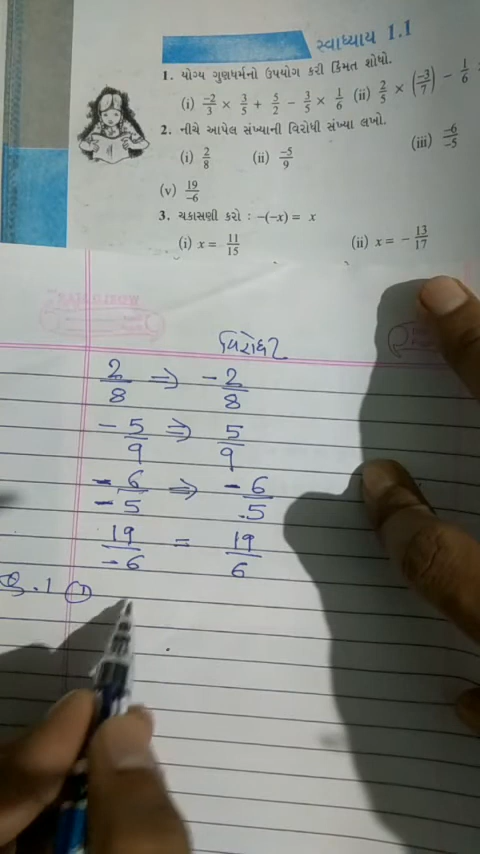 સ્વાધ્યાય 1.1
1. યોગ્ય ગુણધર્મનો ઉપયોગ કરી કિંમત શોધો.
(i) -2/3 × 3/5 + 5/2 - 3/5 × 1/6 (ii) 2/5 × (-3/7) - 1/6
2. નીચે આપેલ સંખ્યાની વિરોધી સંખ્યા લખો.
(i) 2/8 (ii) -5/9 (iii) -6/-5
(v) 19/-6
3. ચકાસણી કરો : -(-x) = x
(i) x = 11/15 (ii) x = - 13/17
2/8 ⇒ -2/8
-5/9 ⇒ 5/9
-6/-5 ⇒ -6/5
19/-6 = 19/6
Q.1 (1)